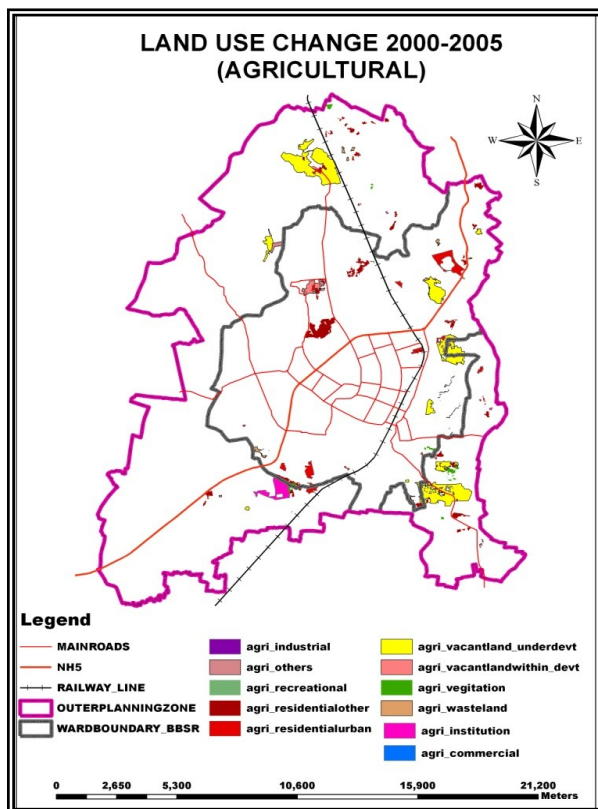 LAND USE CHANGE 2000-2005
(AGRICULTURAL)
N
W E
S
Legend
MAINROADS
NH5
RAILWAY_LINE
OUTERPLANNINGZONE
WARDBOUNDARY_BBSR
agri_industrial
agri_others
agri_recreational
agri_residentialother
agri_residentialurban
agri_vacantland_underdevt
agri_vacantlandwithin_devt
agri_vegitation
agri_wasteland
agri_institution
agri_commercial
0 2,650 5,300 10,600 15,900 21,200
Meters